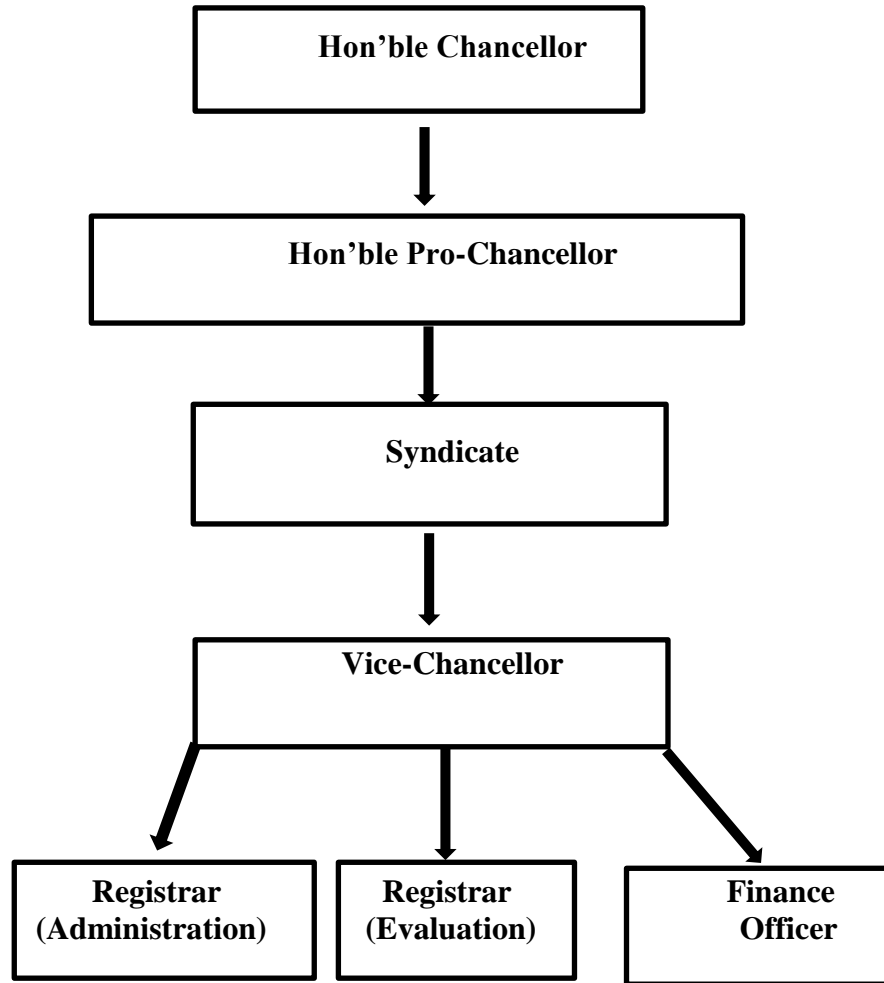 Hon’ble Chancellor
Hon’ble Pro-Chancellor
Syndicate
Vice-Chancellor
Registrar
(Administration)
Registrar
(Evaluation)
Finance
Officer